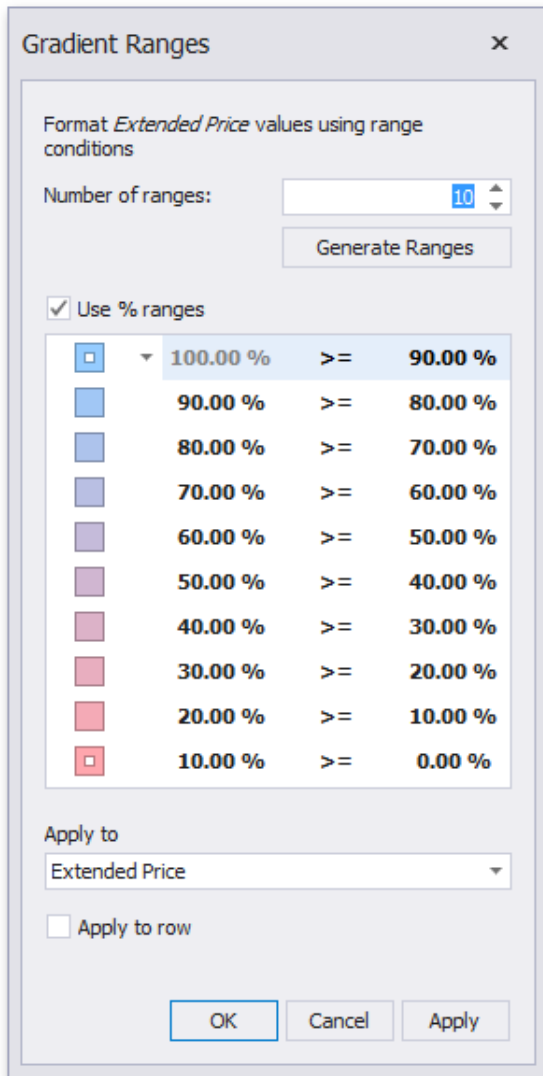 Gradient Ranges
Format Extended Price values using range
conditions
Number of ranges: 10
Generate Ranges
Use % ranges
100.00 % >= 90.00 %
90.00 % >= 80.00 %
80.00 % >= 70.00 %
70.00 % >= 60.00 %
60.00 % >= 50.00 %
50.00 % >= 40.00 %
40.00 % >= 30.00 %
30.00 % >= 20.00 %
20.00 % >= 10.00 %
10.00 % >= 0.00 %
Apply to
Extended Price
Apply to row
OK Cancel Apply